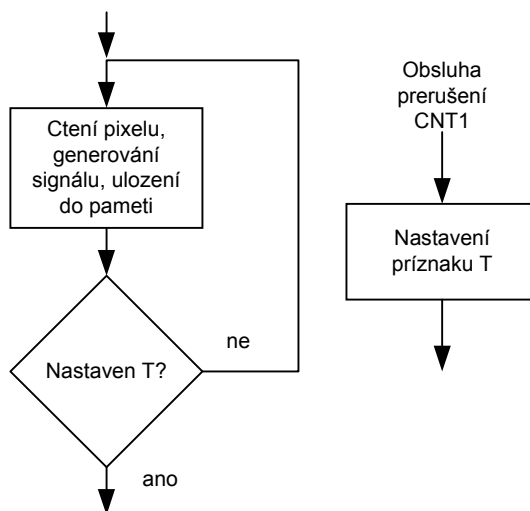 Ctení pixelu,
generování
signálu, ulození
do pameti
Nastaven T?
ne
ano
Obsluha
prerušení
CNT1
Nastavení
príznaku T